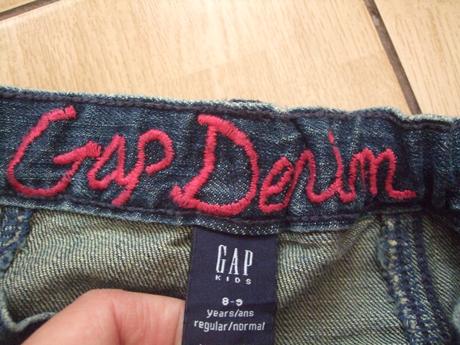 Gap Denim
GAP
KIDS
8-9
years/ans
regular/normal